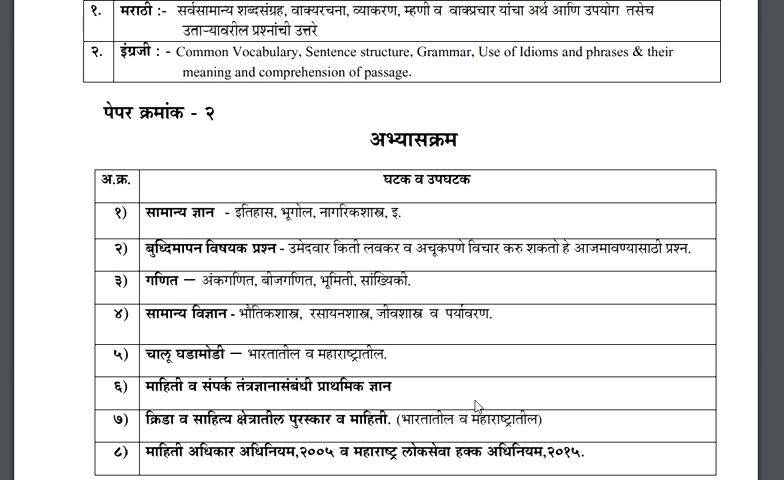 १. मराठी :- सर्वसामान्य शब्दसंग्रह, वाक्यरचना, व्याकरण, म्हणी व वाक्प्रचार यांचा अर्थ आणि उपयोग तसेच
उताऱ्यावरील प्रश्नांची उत्तरे
२. इंग्रजी : - Common Vocabulary, Sentence structure, Grammar, Use of Idioms and phrases & their
meaning and comprehension of passage.
पेपर क्रमांक - २
अभ्यासक्रम
अ.क्र. घटक व उपघटक
१) सामान्य ज्ञान - इतिहास, भूगोल, नागरिकशास्त्र, इ.
२) बुध्दिमापन विषयक प्रश्न - उमेदवार किती लवकर व अचूकपणे विचार करु शकतो हे आजमावण्यासाठी प्रश्न.
३) गणित – अंकगणित, बीजगणित, भूमिती, सांख्यिकी.
४) सामान्य विज्ञान - भौतिकशास्त्र, रसायनशास्त्र, जीवशास्त्र व पर्यावरण.
५) चालू घडामोडी – भारतातील व महाराष्ट्रातील.
६) माहिती व संपर्क तंत्रज्ञानासंबंधी प्राथमिक ज्ञान
७) क्रिडा व साहित्य क्षेत्रातील पुरस्कार व माहिती. (भारतातील व महाराष्ट्रातील)
८) माहिती अधिकार अधिनियम,२००५ व महाराष्ट्र लोकसेवा हक्क अधिनियम,२०१५.